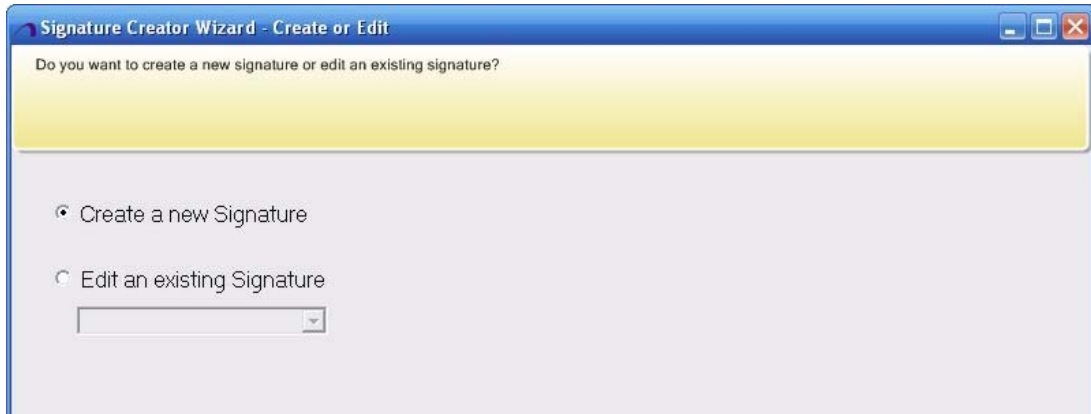 Signature Creator Wizard - Create or Edit
Do you want to create a new signature or edit an existing signature?
Create a new Signature
Edit an existing Signature